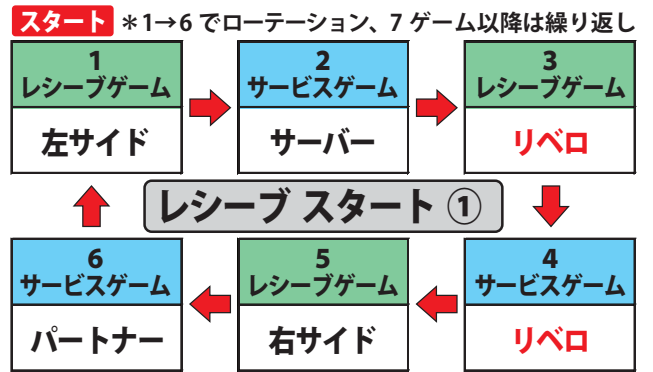 スタート ＊1→6 でローテーション、7 ゲーム以降は繰り返し
1
レシーブゲーム
左サイド
2
サービスゲーム
サーバー
3
レシーブゲーム
リベロ
レシーブ スタート ①
4
サービスゲーム
リベロ
5
レシーブゲーム
右サイド
6
サービスゲーム
パートナー